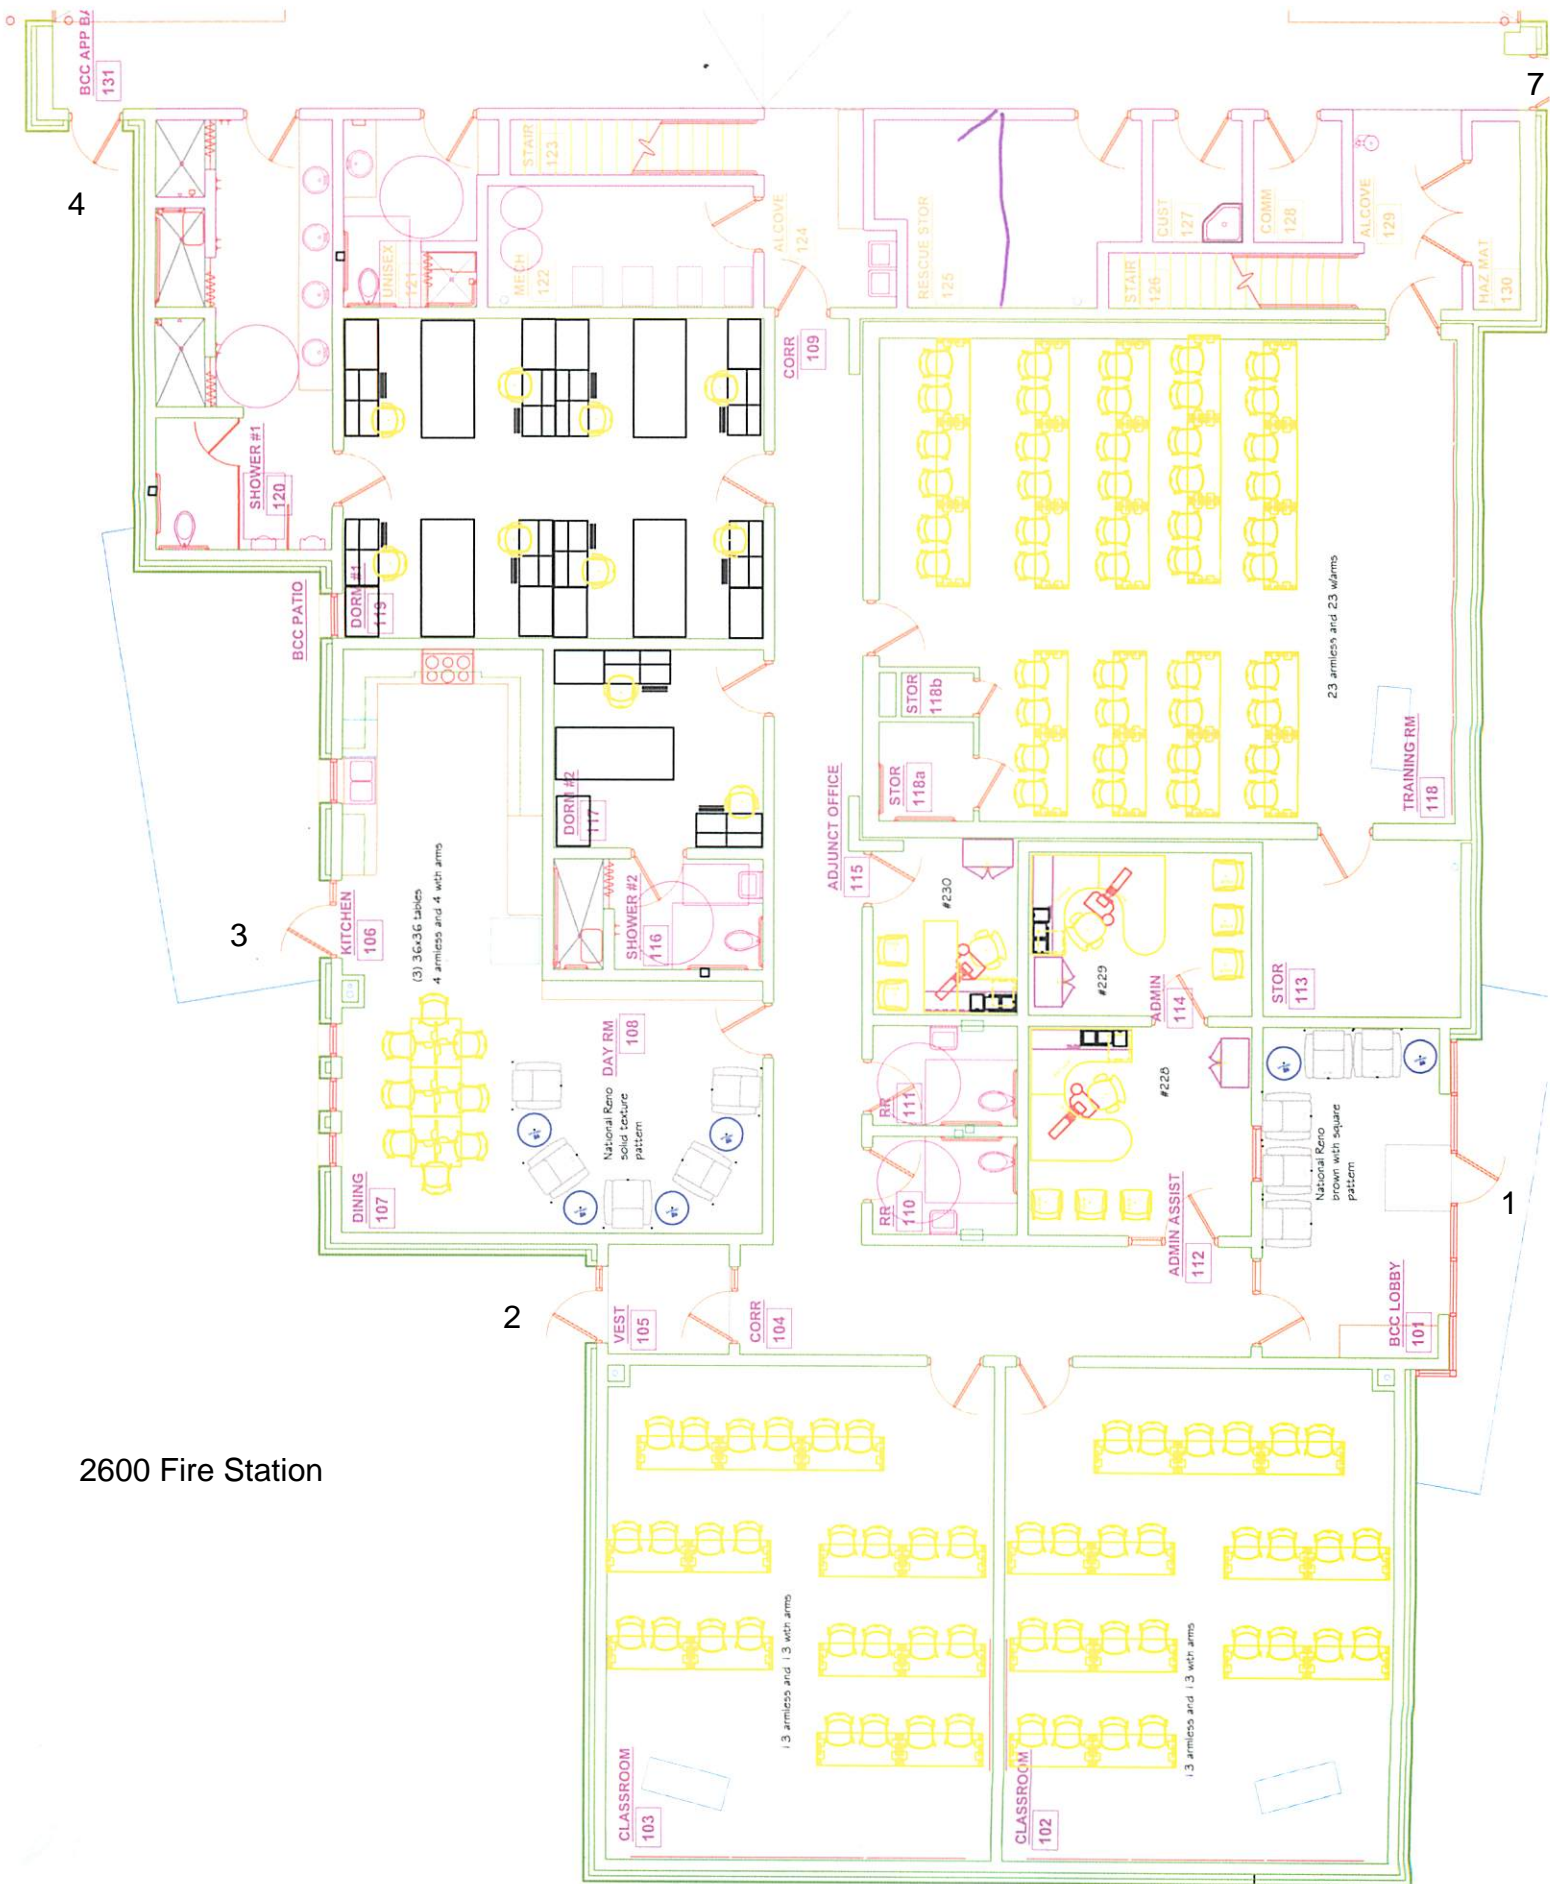 BCC APP BA
131
7
4
STAIR
123
UNISEX
121
MECH
122
ALCOVE
124
RESCUE STOR
125
CUST
127
COMM
128
ALCOVE
129
STAIR
126
HAZ MAT
130
CORR
109
SHOWER #1
120
BCC PATIO
DORM #1
119
23 armless and 23 w/arms
STOR
118b
STOR
118a
TRAINING RM
118
DORM #2
117
ADJUNCT OFFICE
115
3
KITCHEN
106
(3) 36x36 tables
4 armless and 4 with arms
SHOWER #2
116
#230
#229
ADMIN
114
STOR
113
DAY RM
108
National Reno
solid texture
pattern
RR
111
#228
National Reno
brown with square
pattern
DINING
107
RR
110
ADMIN ASSIST
112
1
2
VEST
105
CORR
104
BCC LOBBY
101
2600 Fire Station
13 armless and 13 with arms
13 armless and 13 with arms
CLASSROOM
103
CLASSROOM
102